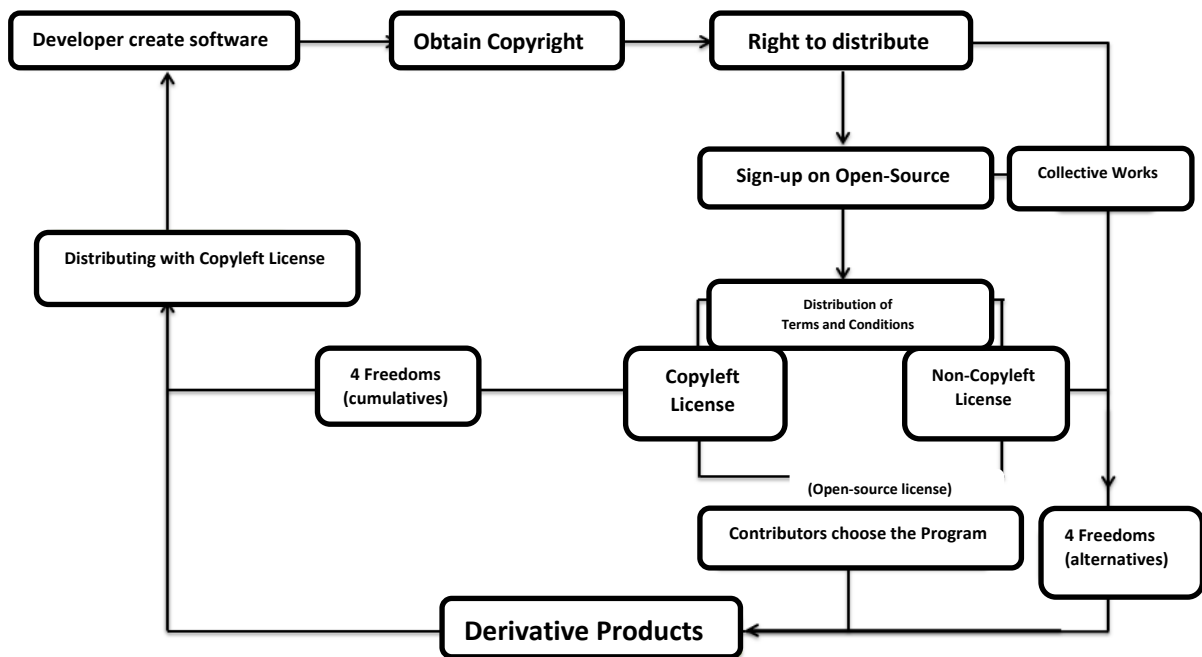 Developer create software
Obtain Copyright
Right to distribute
Sign-up on Open-Source
Collective Works
Distributing with Copyleft License
Distribution of
Terms and Conditions
4 Freedoms
(cumulatives)
Copyleft
License
Non-Copyleft
License
(Open-source license)
Contributors choose the Program
4 Freedoms
(alternatives)
Derivative Products